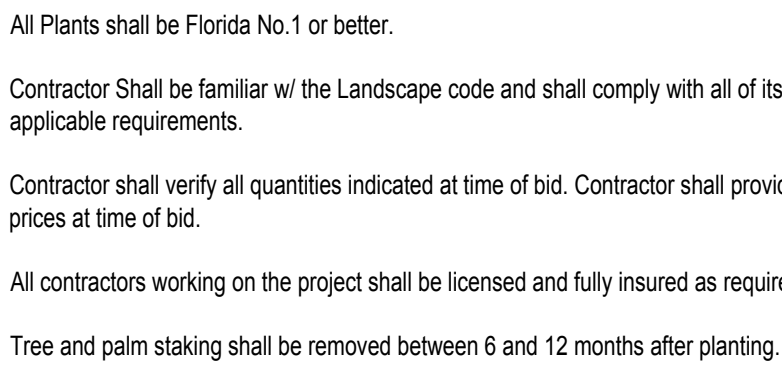 All Plants shall be Florida No.1 or better.
Contractor Shall be familiar w/ the Landscape code and shall comply with all of its
applicable requirements.
Contractor shall verify all quantities indicated at time of bid. Contractor shall
prices at time of bid.
All contractors working on the project shall be licensed and fully insured as
Tree and palm staking shall be removed between 6 and 12 months after planting.